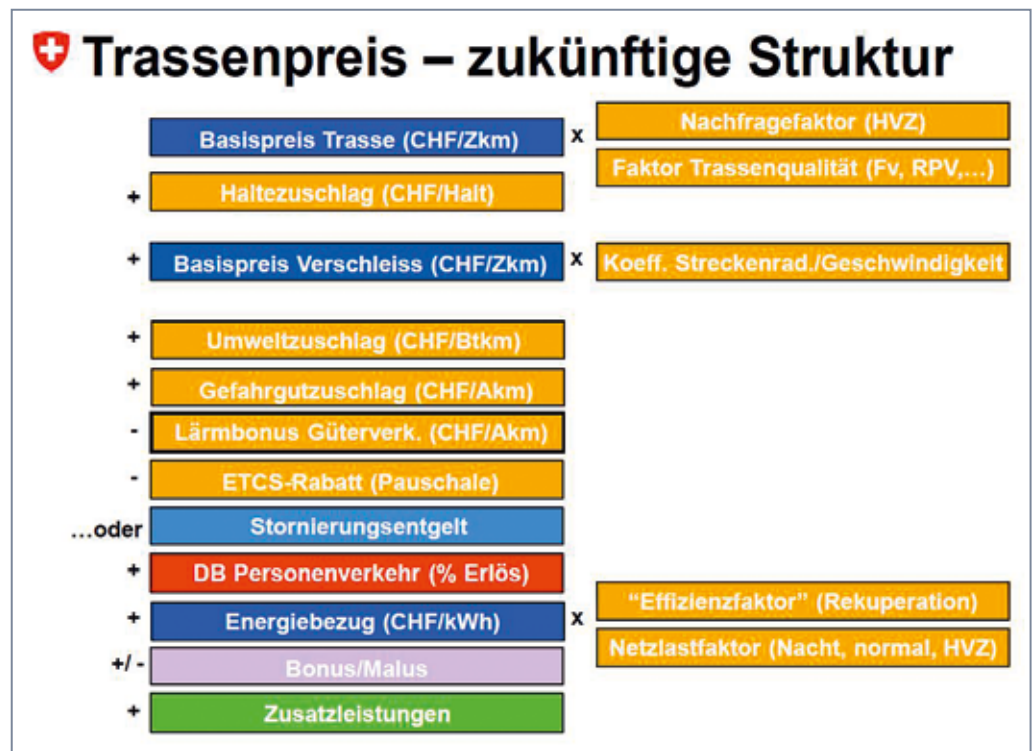 Trassenpreis – zukünftige Struktur
Basispreis Trasse (CHF/Zkm) x Nachfragefaktor (HVZ)
Faktor Trassenqualität (Fv, RPV,...)
+ Haltezuschlag (CHF/Halt)
+ Basispreis Verschleiss (CHF/Zkm) x Koeff. Streckenrad./Geschwindigkeit
+ Umweltzuschlag (CHF/Btkm)
+ Gefahrgutzuschlag (CHF/Akm)
- Lärmbonus Güterverk. (CHF/Akm)
- ETCS-Rabatt (Pauschale)
...oder Stornierungsentgelt
+ DB Personenverkehr (% Erlös)
+ Energiebezug (CHF/kWh) x "Effizienzfaktor" (Rekuperation)
Netzlastfaktor (Nacht, normal, HVZ)
+/- Bonus/Malus
+ Zusatzleistungen